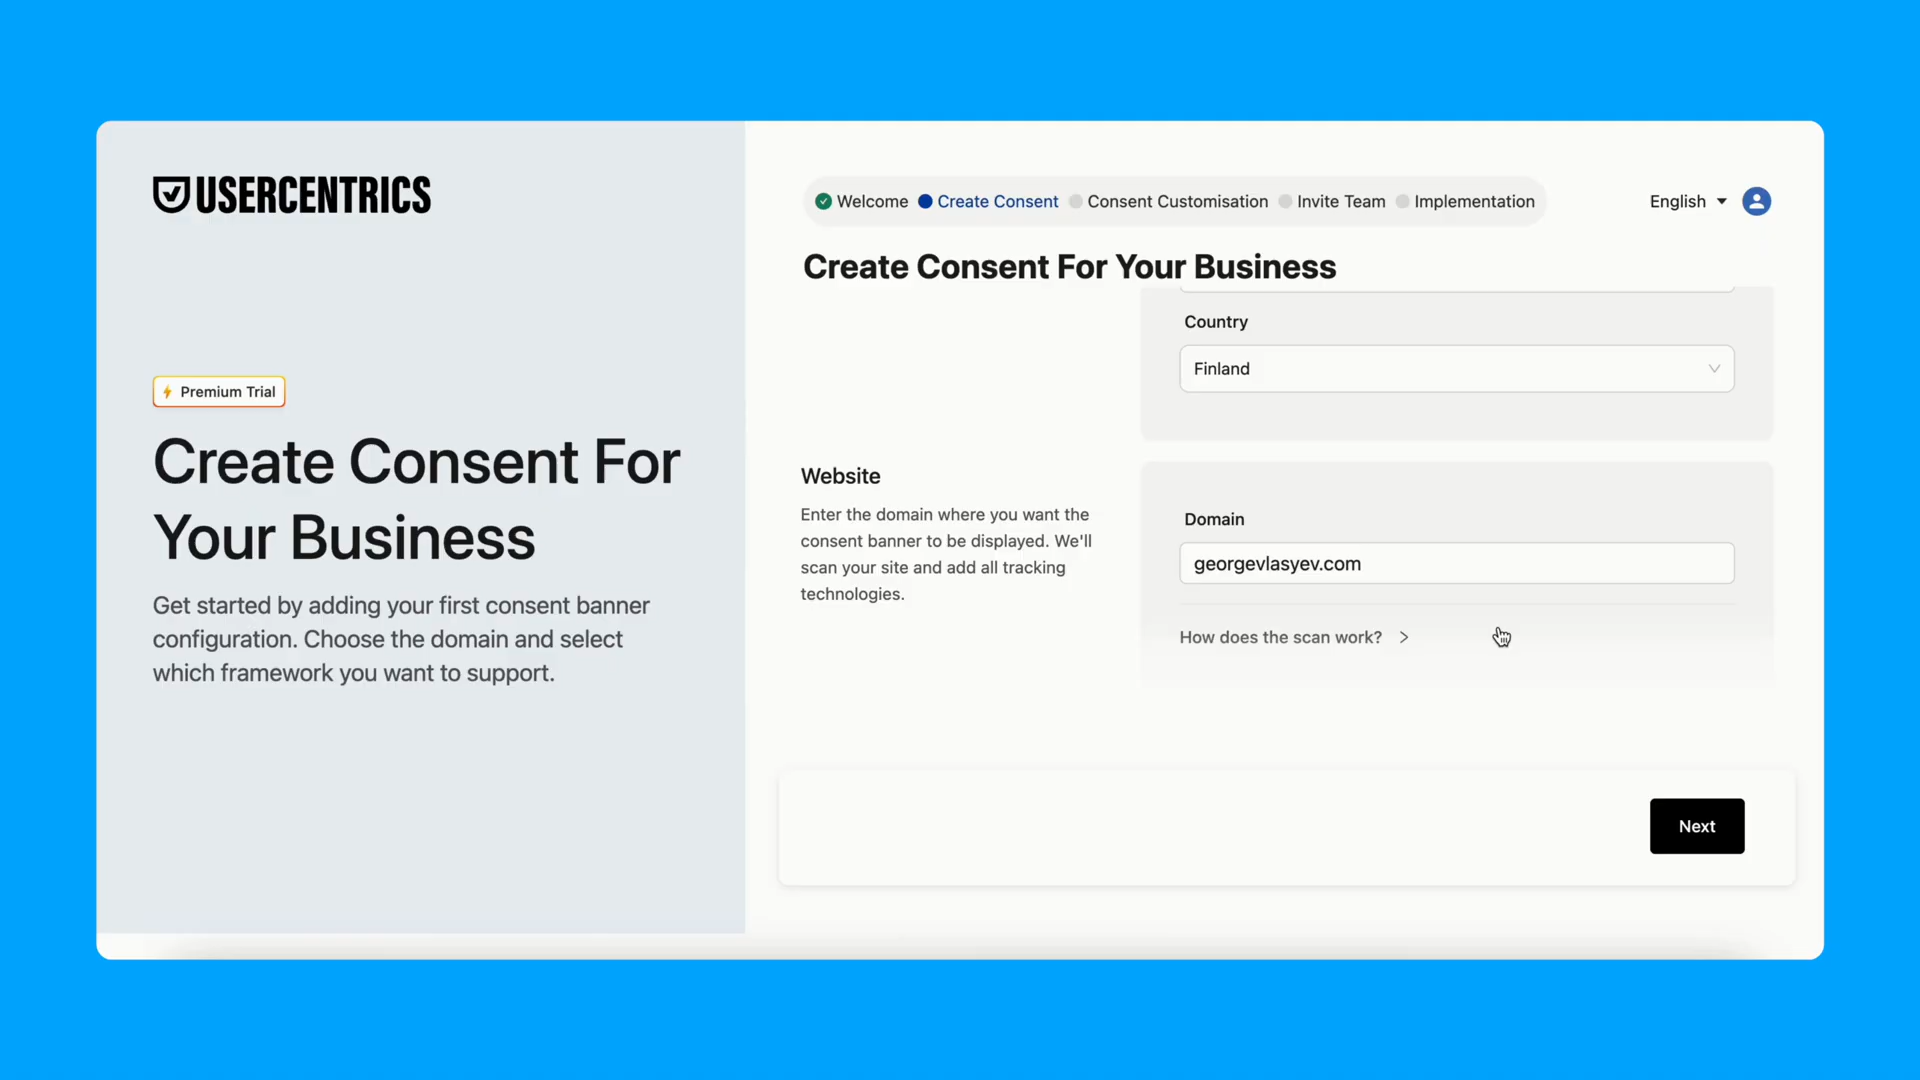 USERCENTRICS
Premium Trial
Create Consent For
Your Business
Get started by adding your first consent banner
configuration. Choose the domain and select
which framework you want to support.
Welcome Create Consent Consent Customisation Invite Team Implementation
English
Create Consent For Your Business
Country
Finland
Website
Enter the domain where you want the
consent banner to be displayed. We'll
scan your site and add all tracking
technologies.
Domain
georgevlasyev.com
How does the scan work?
Next